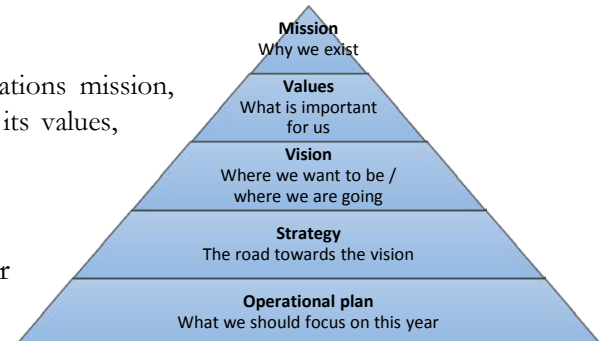 Mission
Why we exist
ations mission,
its values,
Values
What is important
for us
Vision
Where we want to be /
where we are going
Strategy
The road towards the vision
r
Operational plan
What we should focus on this year